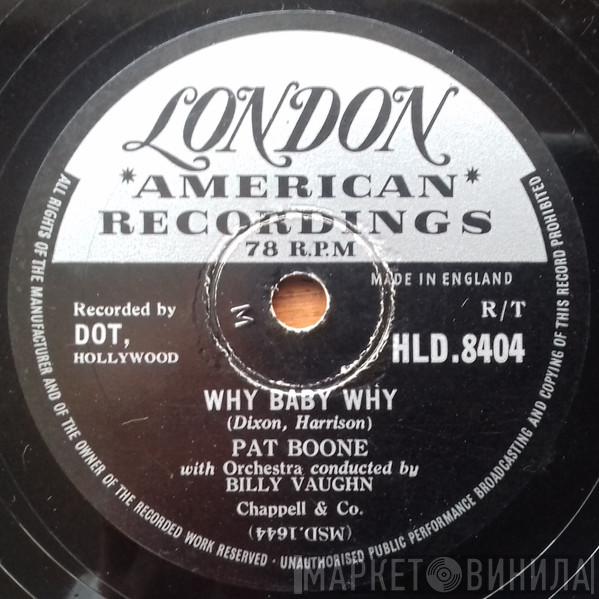 LONDON
*AMERICAN*
RECORDINGS
78 R.P.M
MADE IN ENGLAND
Recorded by
DOT,
HOLLYWOOD
R/T
HLD.8404
M
WHY BABY WHY
(Dixon, Harrison)
PAT BOONE
with Orchestra conducted by
BILLY VAUGHN
Chappell & Co.
(MSD.1644)
ALL RIGHTS OF THE MANUFACTURER AND OF THE OWNER OF THE RECORDED WORK RESERVED · UNAUTHORISED PUBLIC PERFORMANCE BROADCASTING AND COPYING OF THIS RECORD PROHIBITED
МАРКЕТ ВИНИЛА